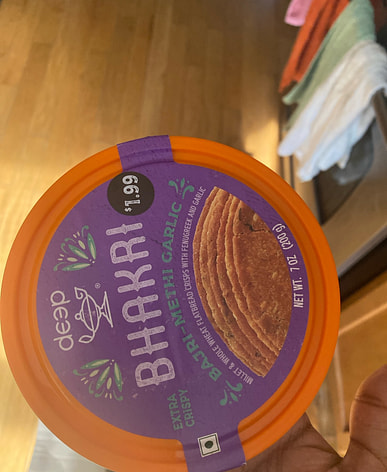 deep®
BHAKRI
$1.99
EXTRA
CRISPY
BAJRI-METHI GARLIC
MILLET & WHOLE WHEAT FLATBREAD CRISPS WITH FENUGREEK AND GARLIC
NET WT. 7 OZ (200 g)